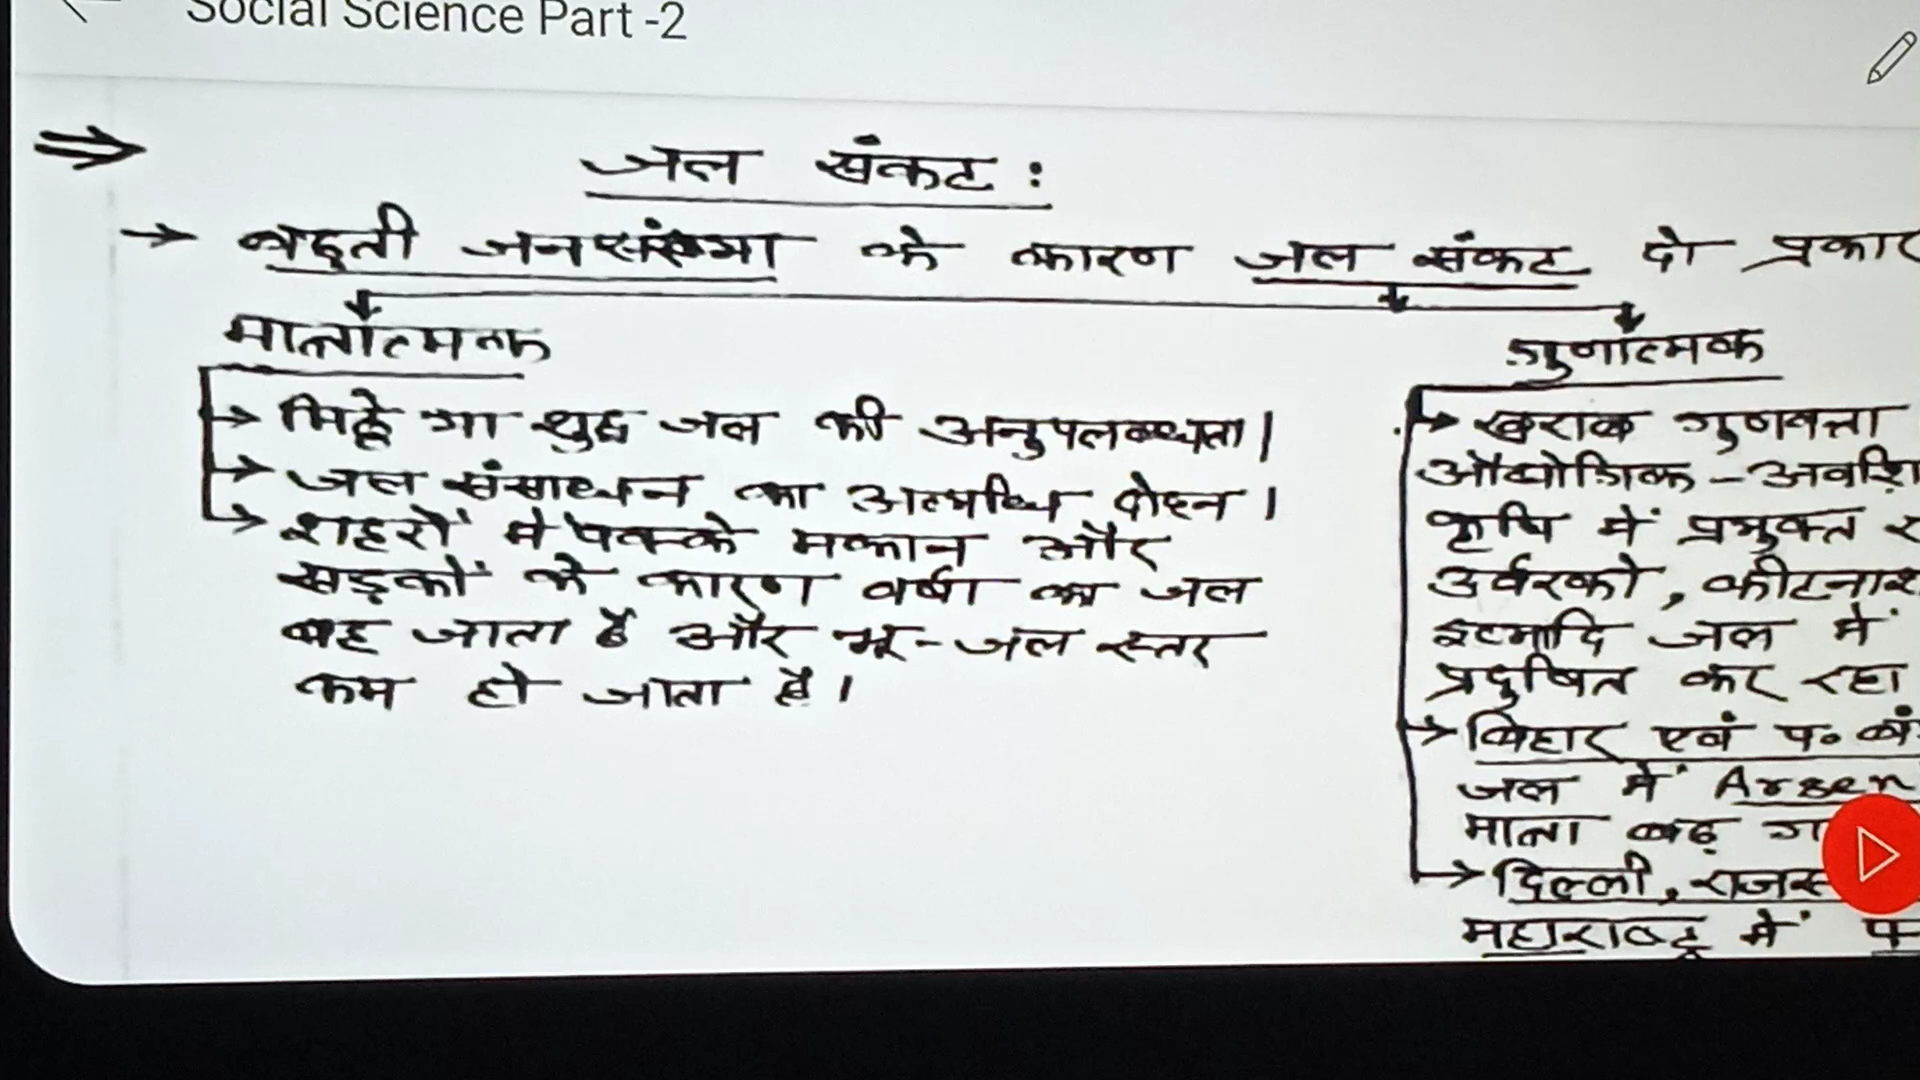 Social Science Part -2
जल संकट :
बढ़ती जनसंख्या के कारण जल संकट दो प्रकार
मात्रात्मक
गुणात्मक
मिठ्ठे या शुद्ध जल की अनुपलब्धता।
जल संसाधन का अत्यधि दोहन ।
शहरों में पक्के मकान और
सड़कों के कारण वर्षा का जल
बह जाता है और भू-जल स्तर
कम हो जाता है ।
खराब गुणवत्ता
औद्योगिक - अवशि
कृषि में प्रयुक्त
उर्वरको, कीटनाश
इत्यादि जल में
प्रदुषित कर रहा
बिहार एवं प॰ बं
जल में Arsen
मात्रा बढ़ ग
दिल्ली, राजस्
महाराष्ट्र में